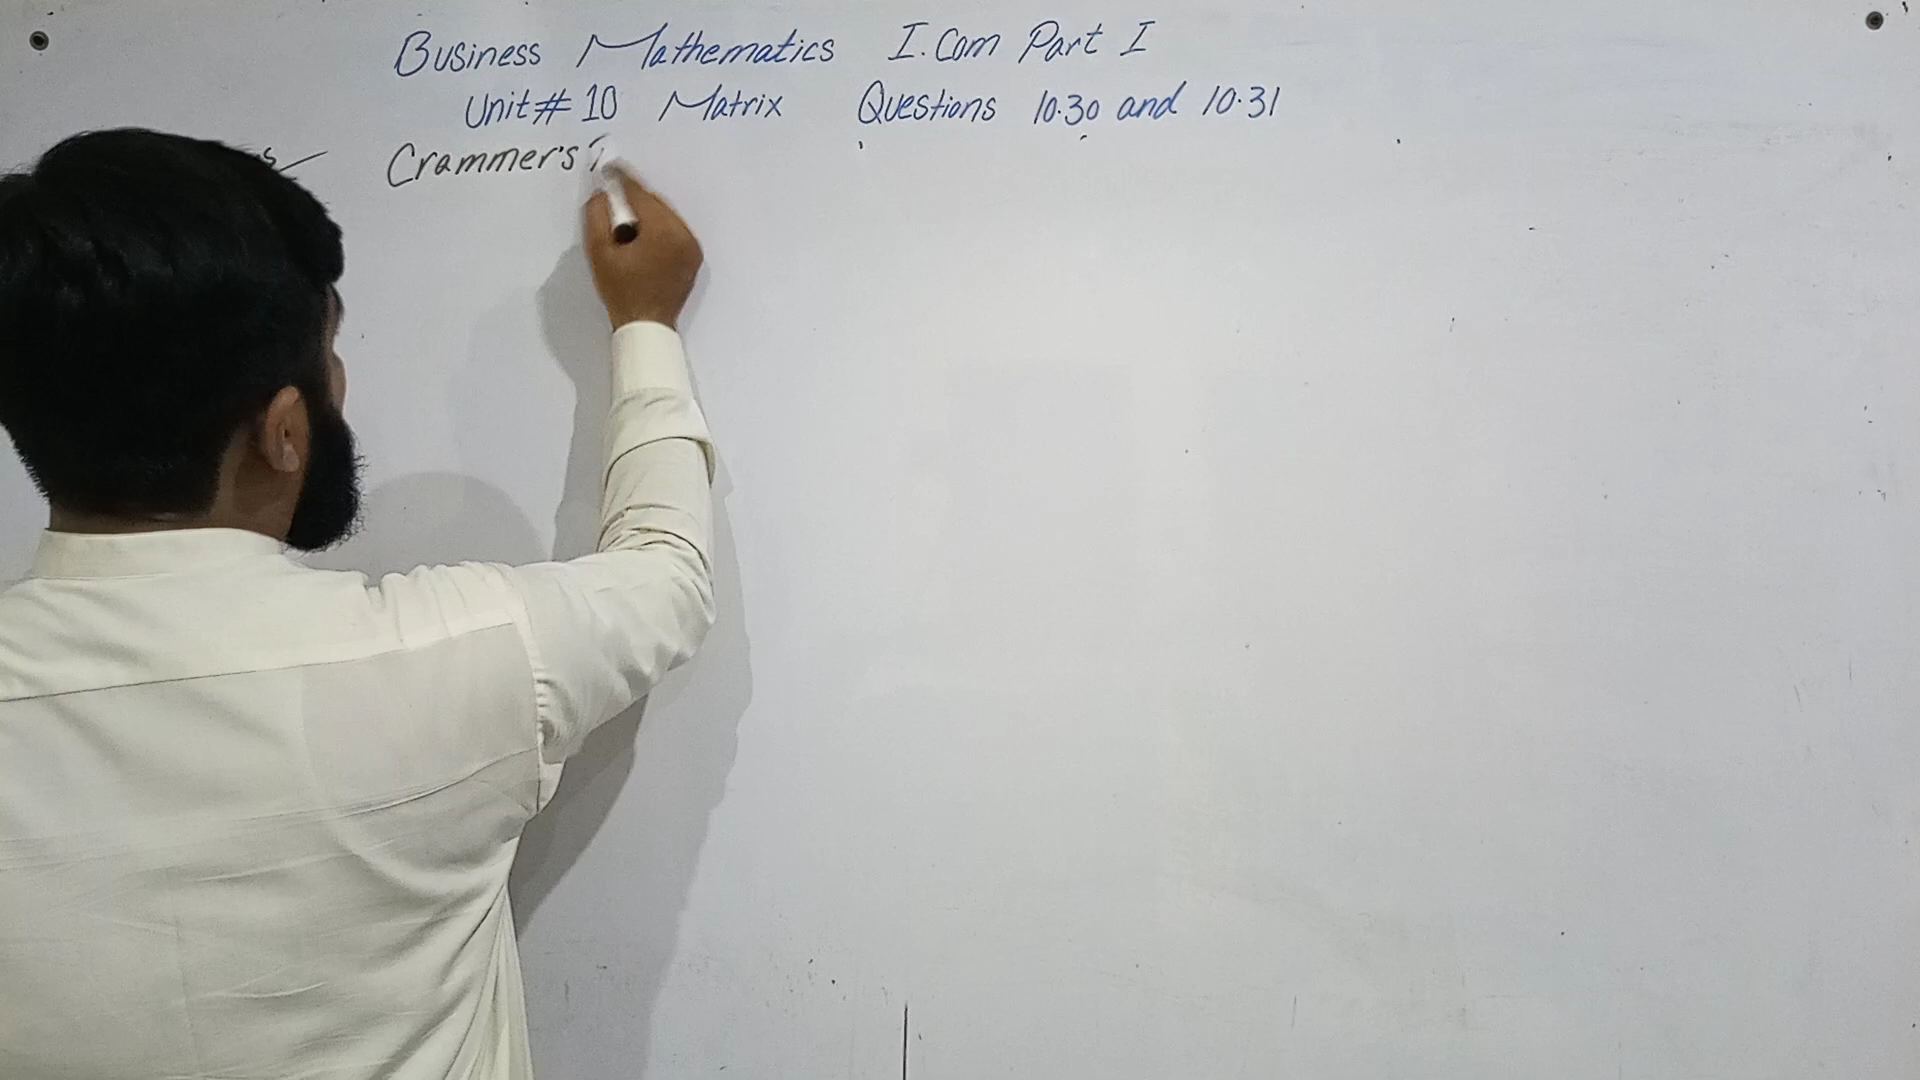 Business Mathematics I.Com Part I
Unit# 10 Matrix Questions 10.30 and 10.31
Crammer's